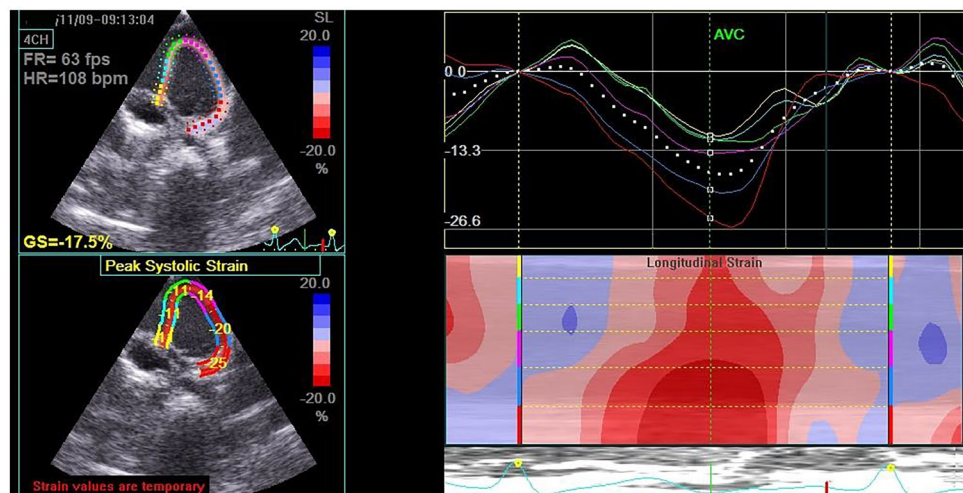 /11/09-09:13:04
SL
4CH
20.0
FR= 63 fps
HR=108 bpm
-20.0
%
GS=-17.5%
AVC
0.0
-13.3
-26.6
Peak Systolic Strain
20.0
-11
-14
-11
-20
-25
-20.0
%
Strain values are temporary
Longitudinal Strain